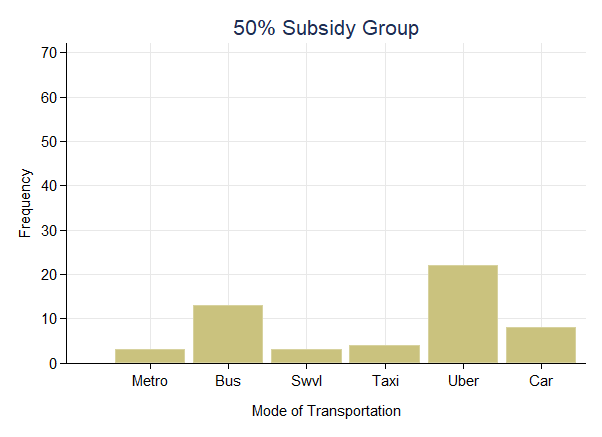 50% Subsidy Group
Frequency
70
60
50
40
30
20
10
0
Metro Bus Swvl Taxi Uber Car
Mode of Transportation